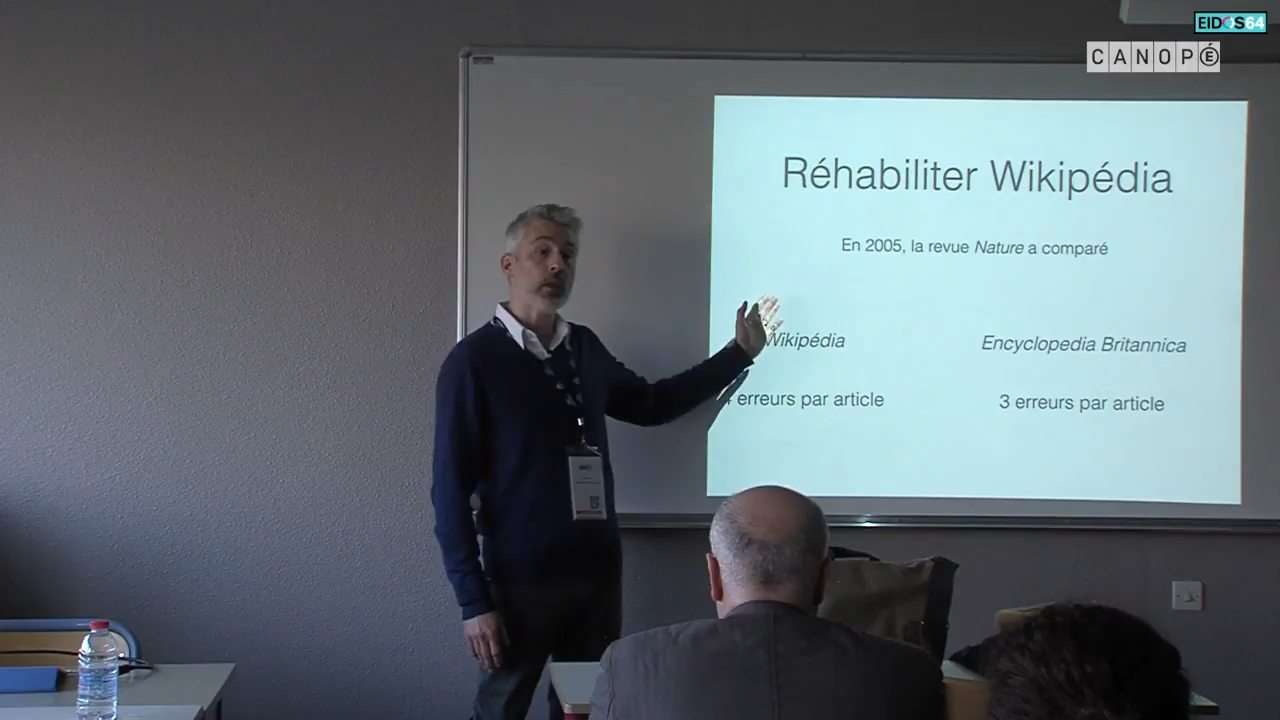 EIDOS64
CANOPÉ
Réhabiliter Wikipédia
En 2005, la revue Nature a comparé
Wikipédia
Encyclopedia Britannica
erreurs par article
3 erreurs par article